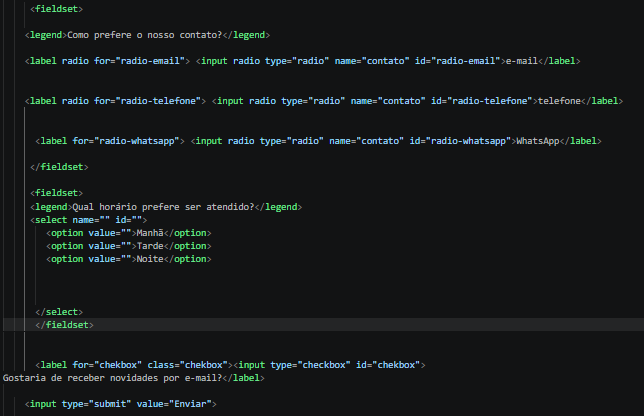 <fieldset>
<legend>Como prefere o nosso contato?</legend>
<label radio for="radio-email"> <input radio type="radio" name="contato" id="radio-email">e-mail</label>
<label radio for="radio-telefone"> <input radio type="radio" name="contato" id="radio-telefone">telefone</label>
<label for="radio-whatsapp"> <input radio type="radio" name="contato" id="radio-whatsapp">WhatsApp</label>
</fieldset>
<fieldset>
<legend>Qual horário prefere ser atendido?</legend>
<select name="" id="">
<option value="">Manhã</option>
<option value="">Tarde</option>
<option value="">Noite</option>
</select>
</fieldset>
<label for="chekbox" class="chekbox"><input type="checkbox" id="chekbox">
Gostaria de receber novidades por e-mail?</label>
<input type="submit" value="Enviar">